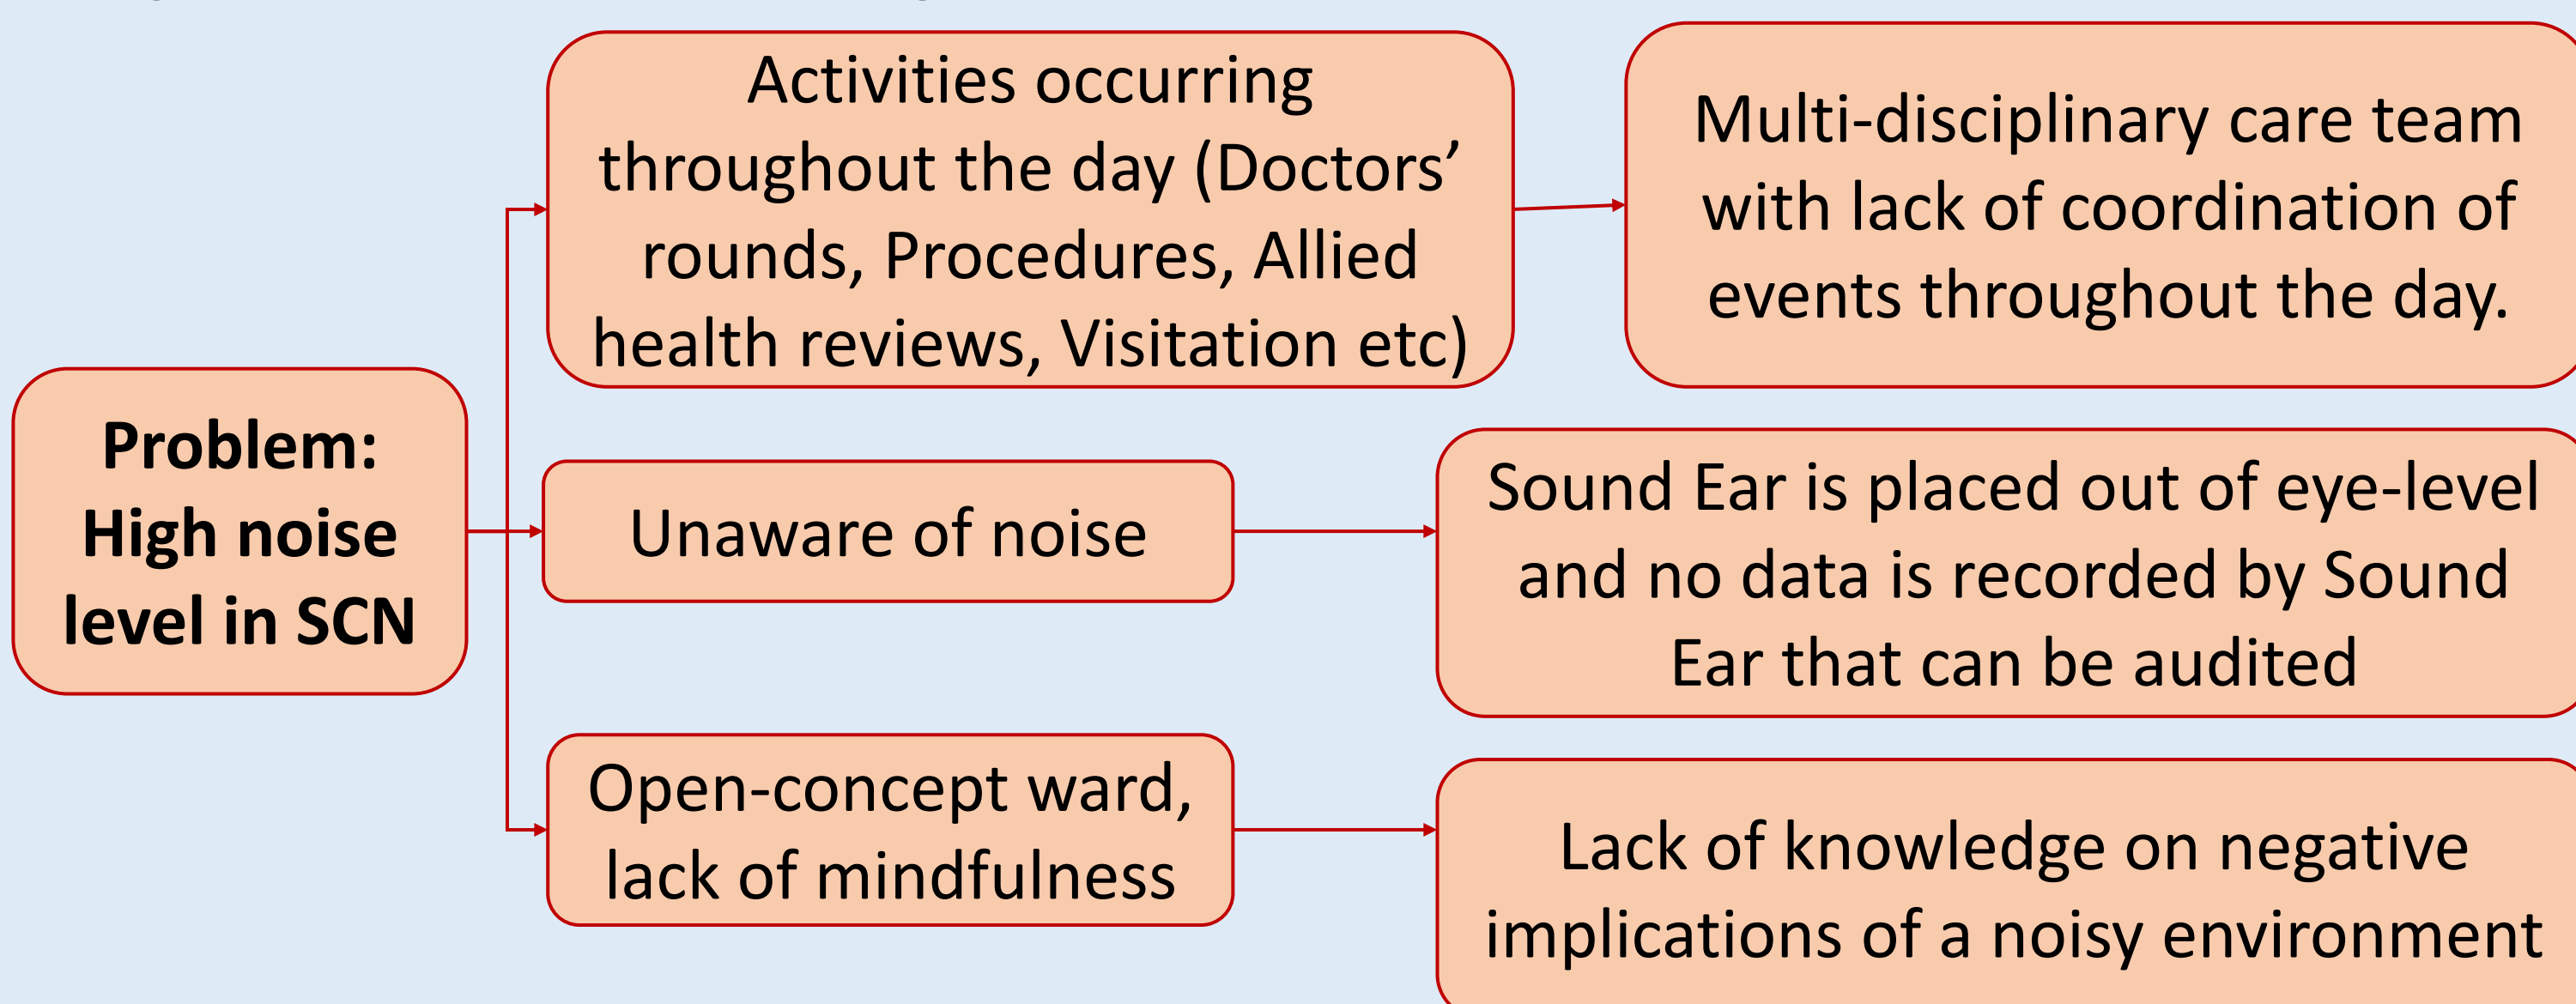 Problem:
High noise
level in SCN
Activities occurring
throughout the day (Doctors’
rounds, Procedures, Allied
health reviews, Visitation etc)
Multi-disciplinary care team
with lack of coordination of
events throughout the day.
Unaware of noise
Sound Ear is placed out of eye-level
and no data is recorded by Sound
Ear that can be audited
Open-concept ward,
lack of mindfulness
Lack of knowledge on negative
implications of a noisy environment